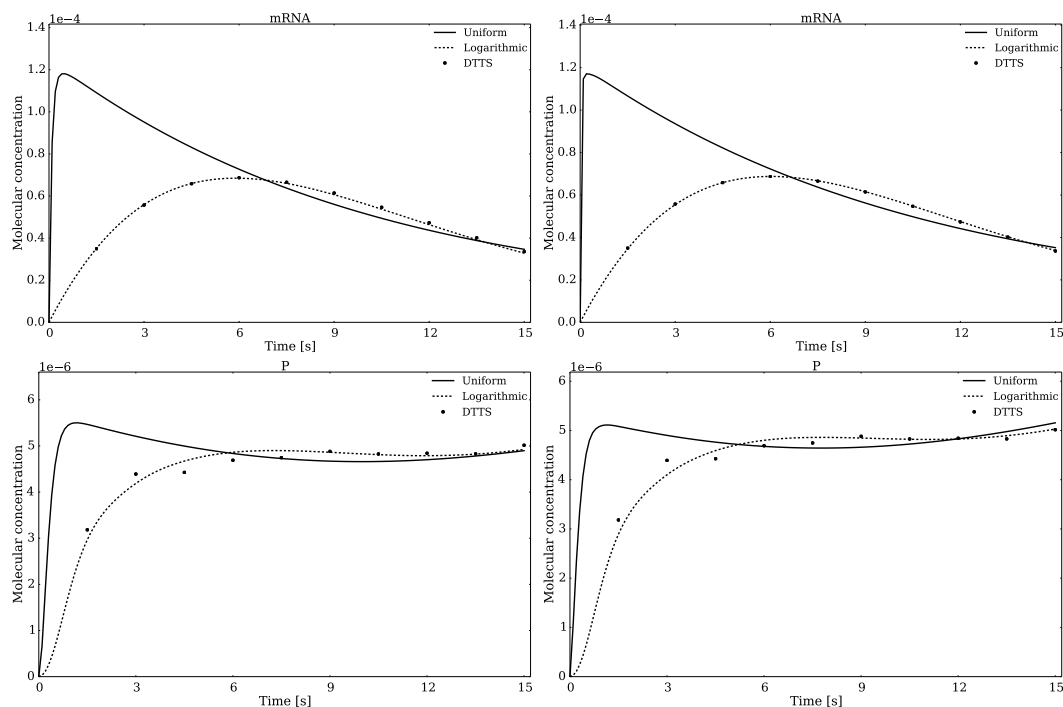 1e−4
mRNA
1.4
1.2
1.0
0.8
0.6
0.4
0.2
0.0
Molecular concentration
Uniform
Logarithmic
DTTS
0 3 6 9 12 15
Time [s]
1e−4
mRNA
1.4
1.2
1.0
0.8
0.6
0.4
0.2
0.0
Molecular concentration
Uniform
Logarithmic
DTTS
0 3 6 9 12 15
Time [s]
1e−6
P
6
5
4
3
2
1
0
Molecular concentration
Uniform
Logarithmic
DTTS
0 3 6 9 12 15
Time [s]
1e−6
P
6
5
4
3
2
1
0
Molecular concentration
Uniform
Logarithmic
DTTS
0 3 6 9 12 15
Time [s]